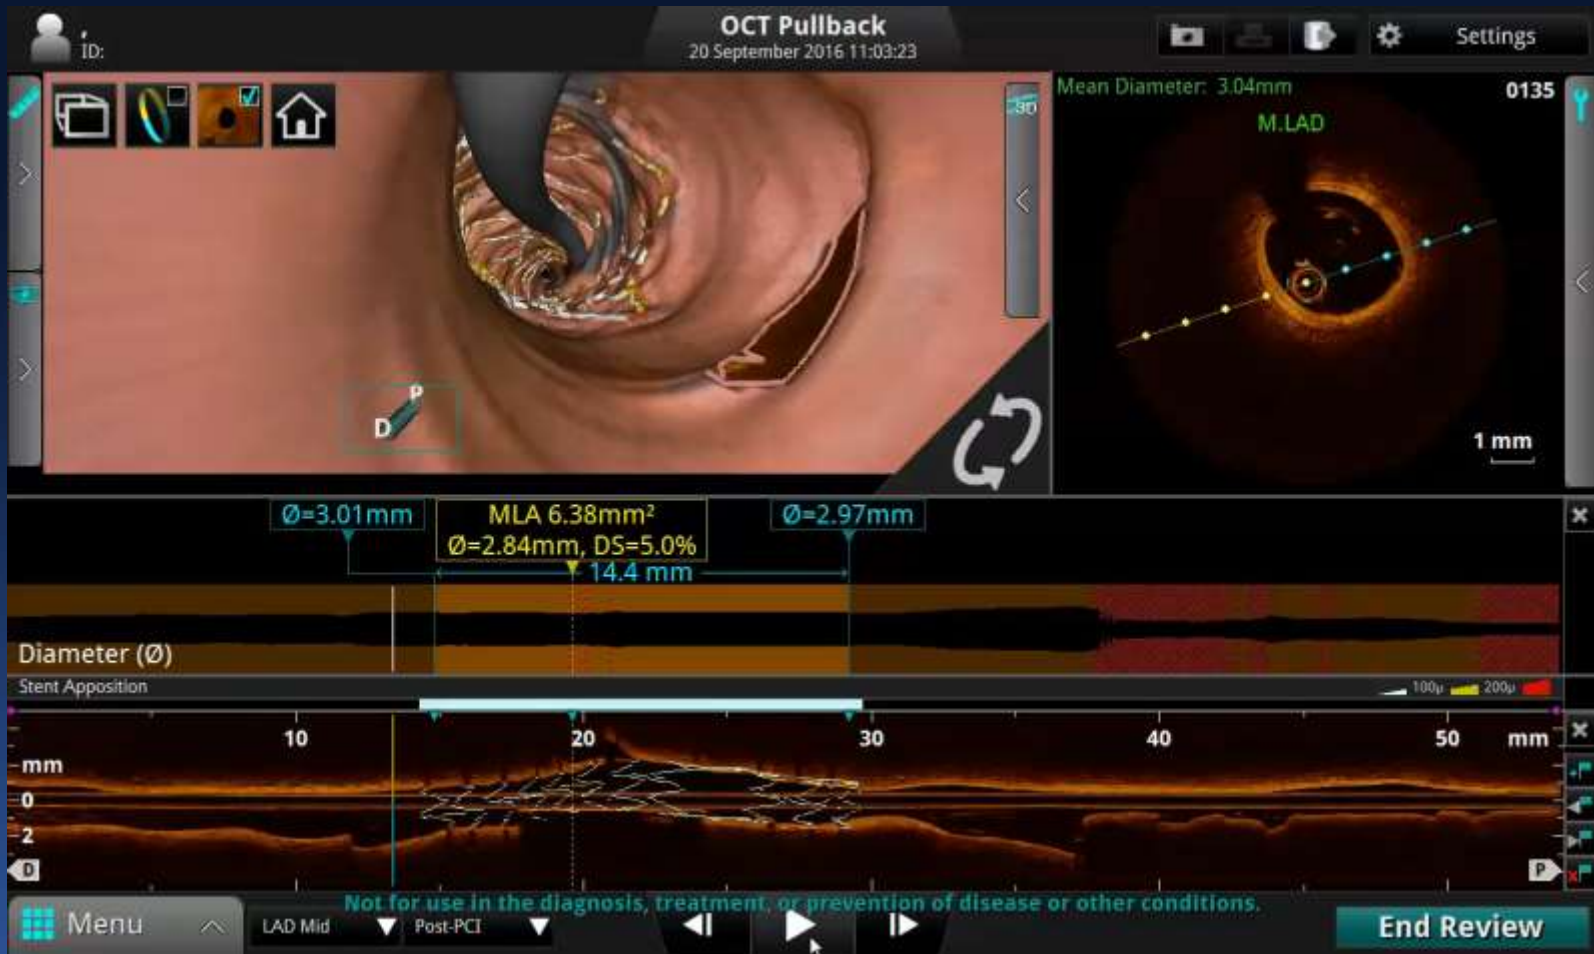 OCT Pullback
20 September 2016 11:03:23
,
ID:
Settings
3D
Mean Diameter: 3.04mm
0135
M.LAD
P
D
1 mm
Ø=3.01mm
MLA 6.38mm²
Ø=2.84mm, DS=5.0%
Ø=2.97mm
14.4 mm
Diameter (Ø)
Stent Apposition
100µ
200µ
10
20
30
40
50
mm
mm
0
2
D
P
Not for use in the diagnosis, treatment, or prevention of disease or other conditions.
Menu
LAD Mid
Post-PCI
End Review